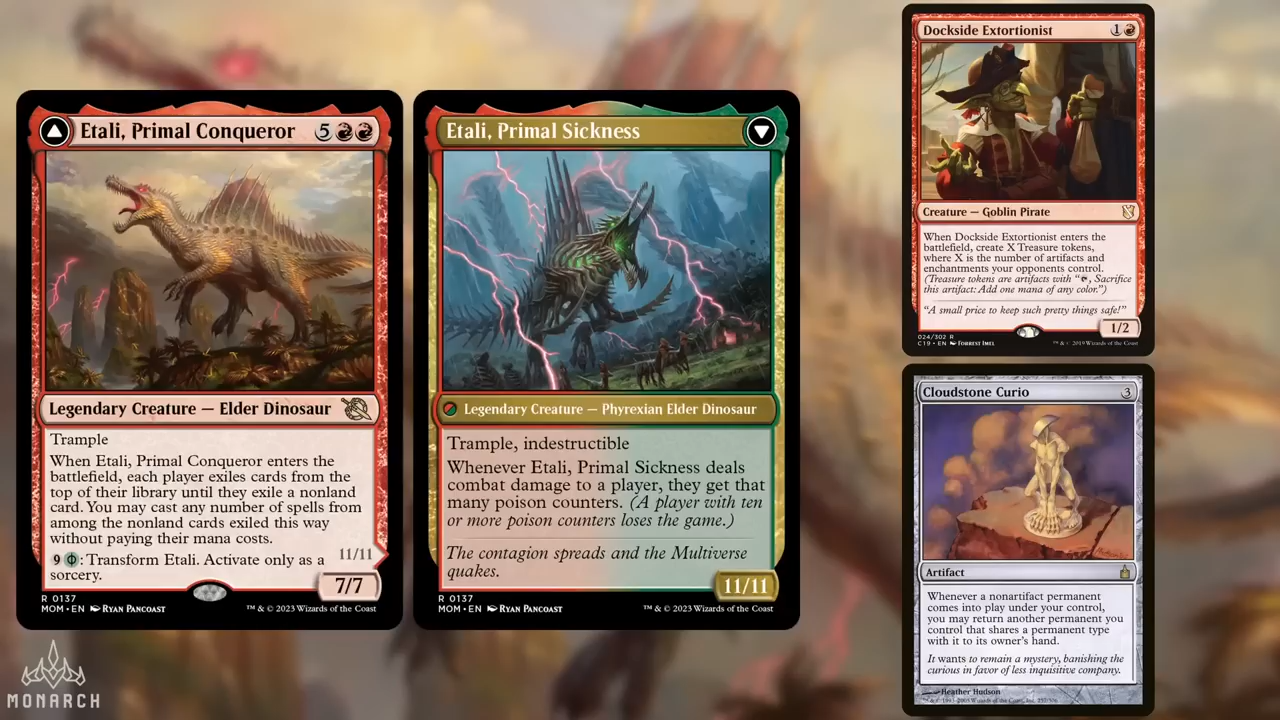 Etali, Primal Conqueror 5
Trample
When Etali, Primal Conqueror enters the
battlefield, each player exiles cards from the
top of their library until they exile a nonland
card. You may cast any number of spells from
among the nonland cards exiled this way
without paying their mana costs.
9 : Transform Etali. Activate only as a
sorcery.
11/11
7/7
Legendary Creature — Elder Dinosaur
R 0137
MOM • EN RYAN PANCOAST
™ & © 2023 Wizards of the Coast
Etali, Primal Sickness
Legendary Creature — Phyrexian Elder Dinosaur
Trample, indestructible
Whenever Etali, Primal Sickness deals
combat damage to a player, they get that
many poison counters. (A player with ten
or more poison counters loses the game.)
The contagion spreads and the Multiverse
quakes.
11/11
R 0137
MOM • EN RYAN PANCOAST
™ & © 2023 Wizards of the Coast
Dockside Extortionist 1
Creature — Goblin Pirate
When Dockside Extortionist enters the
battlefield, create X Treasure tokens,
where X is the number of artifacts and
enchantments your opponents control.
(Treasure tokens are artifacts with “, Sacrifice
this artifact: Add one mana of any color.”)
“A small price to keep such pretty things safe!”
1/2
024/302 R
C19 • EN FORREST IMEL
™ & © 2019 Wizards of the Coast
Cloudstone Curio 3
Artifact
Whenever a nonartifact permanent
comes into play under your control,
you may return another permanent you
control that shares a permanent type
with it to its owner's hand.
It wants to remain a mystery, banishing the
curious in favor of less inquisitive company.
Heather Hudson
MONARCH